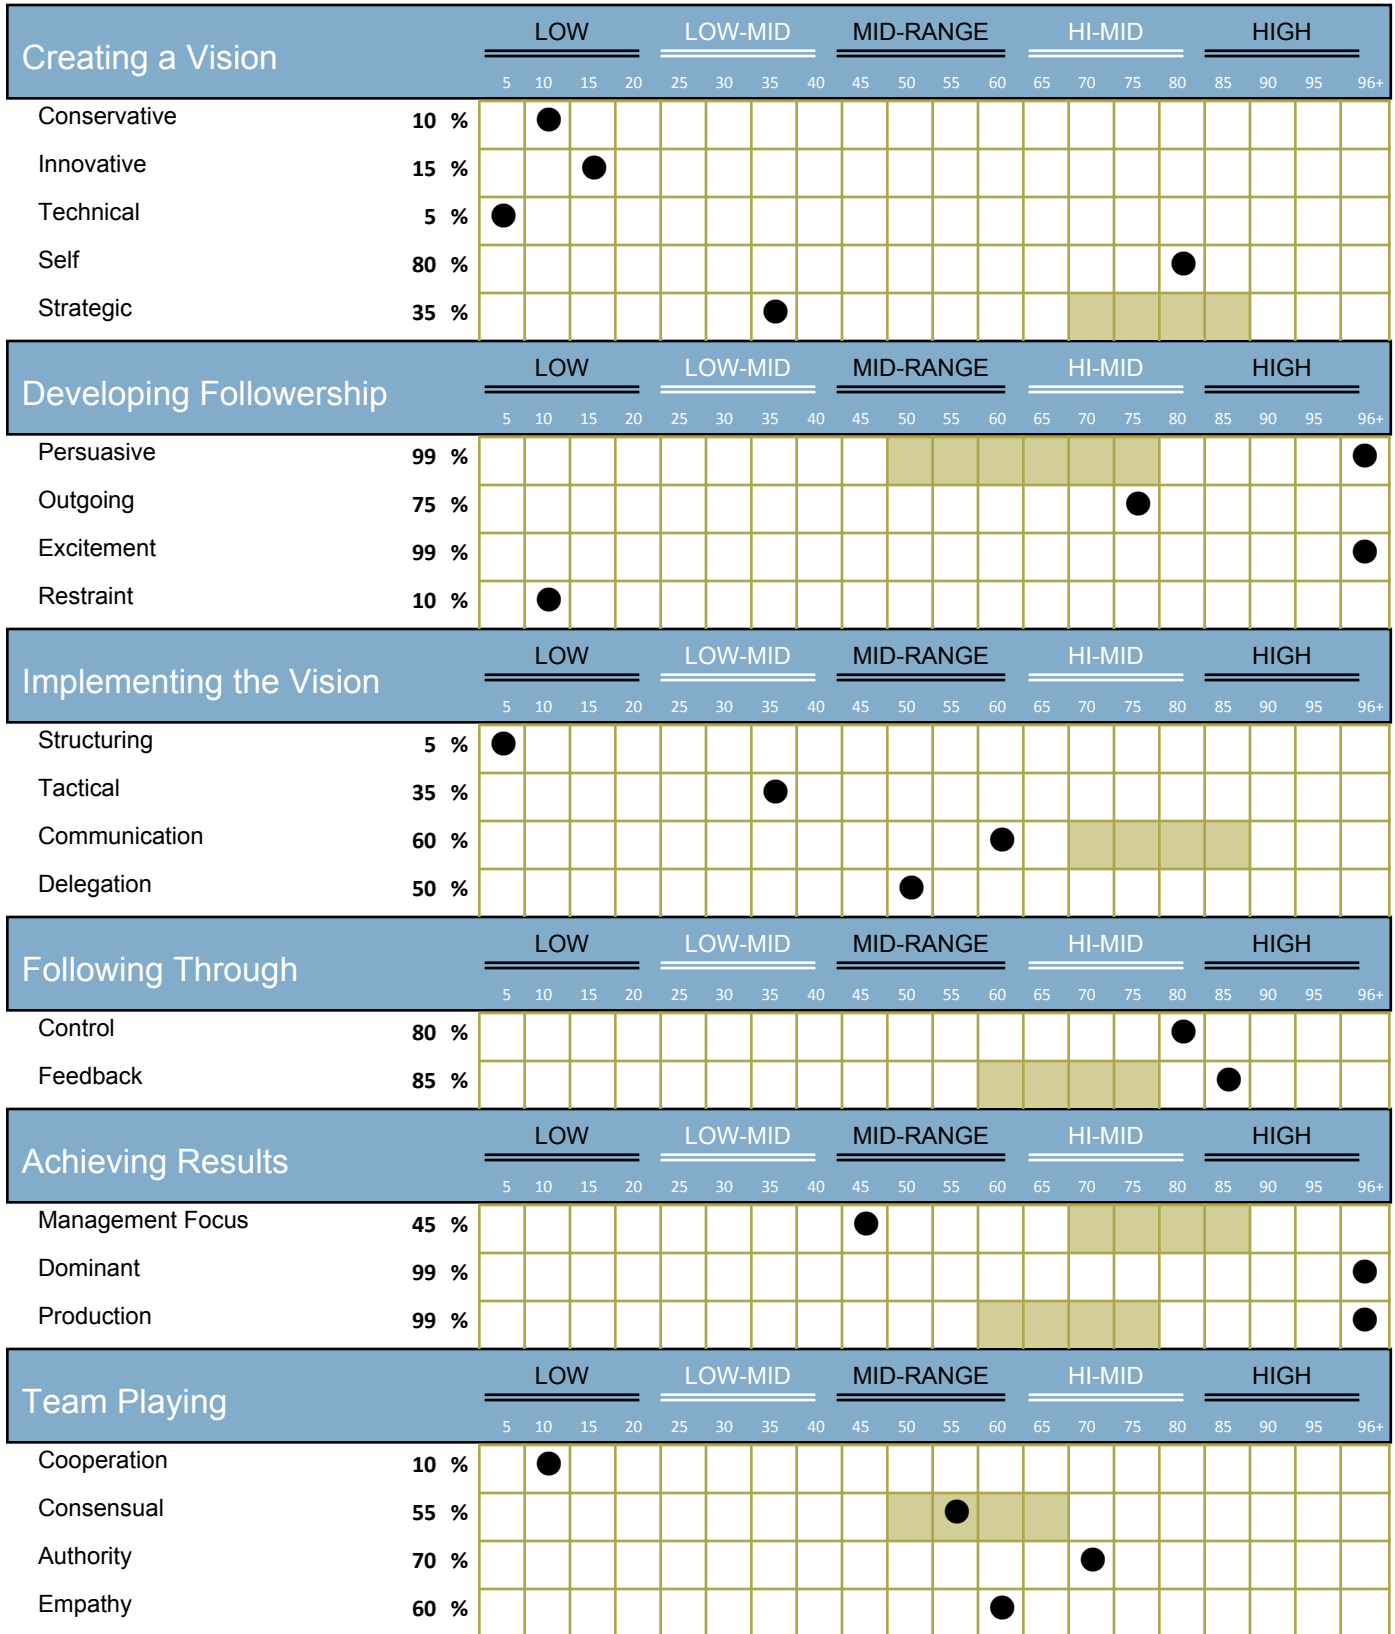 LOW LOW-MID MID-RANGE HI-MID HIGH
Creating a Vision
5 10 15 20 25 30 35 40 45 50 55 60 65 70 75 80 85 90 95 96+
Conservative 10 %
Innovative 15 %
Technical 5 %
Self 80 %
Strategic 35 %
LOW LOW-MID MID-RANGE HI-MID HIGH
Developing Followership
5 10 15 20 25 30 35 40 45 50 55 60 65 70 75 80 85 90 95 96+
Persuasive 99 %
Outgoing 75 %
Excitement 99 %
Restraint 10 %
LOW LOW-MID MID-RANGE HI-MID HIGH
Implementing the Vision
5 10 15 20 25 30 35 40 45 50 55 60 65 70 75 80 85 90 95 96+
Structuring 5 %
Tactical 35 %
Communication 60 %
Delegation 50 %
LOW LOW-MID MID-RANGE HI-MID HIGH
Following Through
5 10 15 20 25 30 35 40 45 50 55 60 65 70 75 80 85 90 95 96+
Control 80 %
Feedback 85 %
LOW LOW-MID MID-RANGE HI-MID HIGH
Achieving Results
5 10 15 20 25 30 35 40 45 50 55 60 65 70 75 80 85 90 95 96+
Management Focus 45 %
Dominant 99 %
Production 99 %
LOW LOW-MID MID-RANGE HI-MID HIGH
Team Playing
5 10 15 20 25 30 35 40 45 50 55 60 65 70 75 80 85 90 95 96+
Cooperation 10 %
Consensual 55 %
Authority 70 %
Empathy 60 %